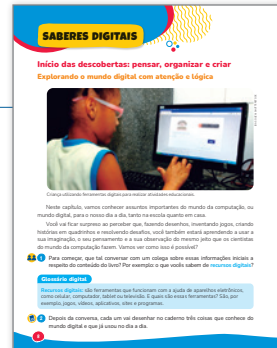 SABERES DIGITAIS
Início das descobertas: pensar, organizar e criar
Explorando o mundo digital com atenção e lógica
Criança utilizando ferramentas digitais para realizar atividades educacionais.
Neste capítulo, vamos conhecer assuntos importantes do mundo da computação, ou
mundo digital, para o nosso dia a dia, tanto na escola quanto em casa.
Você vai ficar surpreso ao perceber que, fazendo desenhos, inventando jogos, criando
histórias em quadrinhos e resolvendo desafios, você também estará aprendendo a usar a
sua imaginação, o seu pensamento e a sua observação do mesmo jeito que os cientistas
do mundo da computação fazem. Vamos ver como isso é possível?
1 Para começar, que tal conversar com um colega sobre essas informações iniciais a
respeito do conteúdo do livro? Por exemplo: o que vocês sabem de recursos digitais?
Glossário digital
Recursos digitais: são ferramentas que funcionam com a ajuda de aparelhos eletrônicos,
como celular, computador, tablet ou televisão. E quais são essas ferramentas? São, por
exemplo, jogos, vídeos, aplicativos, sites e programas.
2 Depois da conversa, cada um vai desenhar no caderno três coisas que conhece do
mundo digital e que já usou no dia a dia.
8